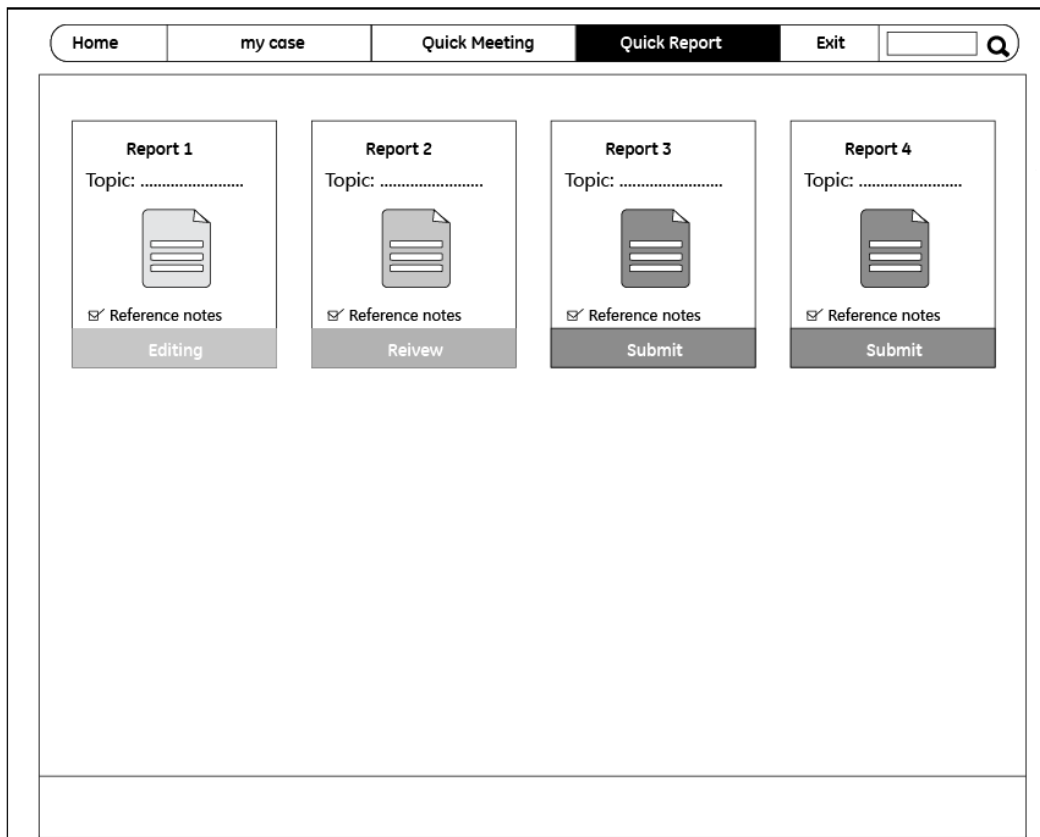 Home my case Quick Meeting Quick Report Exit
Report 1 Report 2 Report 3 Report 4
Topic: ........................ Topic: ........................ Topic: ........................ Topic: ........................
Reference notes Reference notes Reference notes Reference notes
Editing Reivew Submit Submit